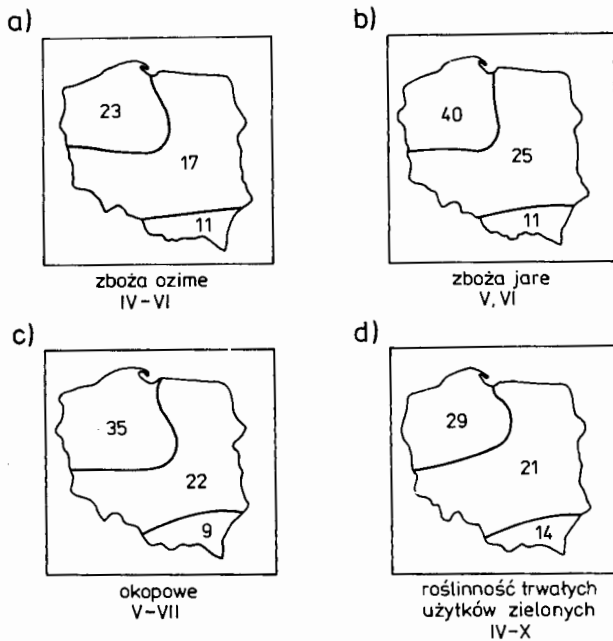 a)
23
17
11
zboża ozime
IV-VI
b)
40
25
11
zboża jare
V, VI
c)
35
22
9
okopowe
V-VII
d)
29
21
14
roślinność trwałych
użytków zielonych
IV-X